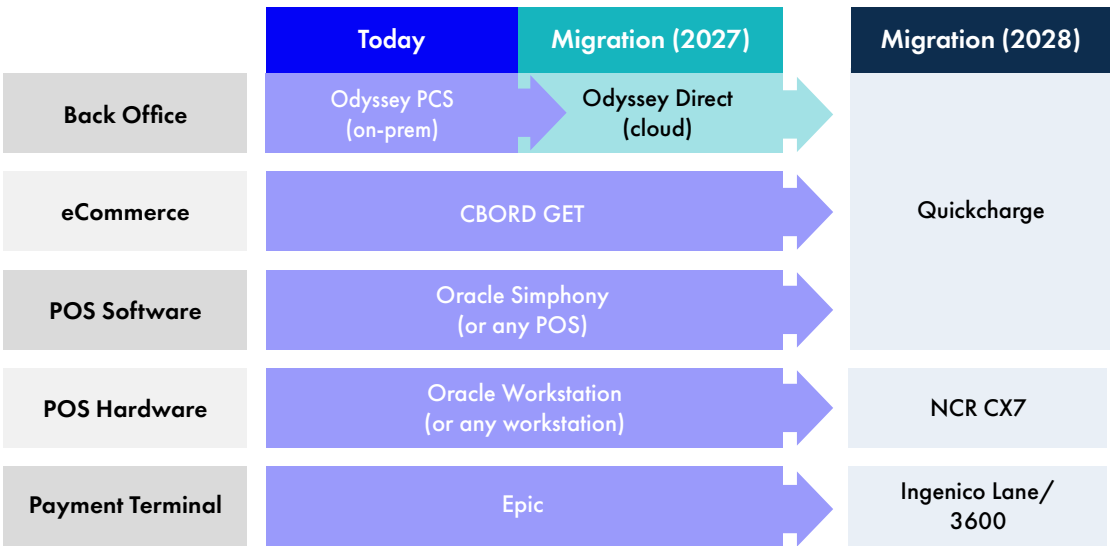 Today
Migration (2027)
Migration (2028)
Back Office
Odyssey PCS
(on-prem)
Odyssey Direct
(cloud)
eCommerce
CBORD GET
Quickcharge
POS Software
Oracle Simphony
(or any POS)
POS Hardware
Oracle Workstation
(or any workstation)
NCR CX7
Payment Terminal
Epic
Ingenico Lane/
3600